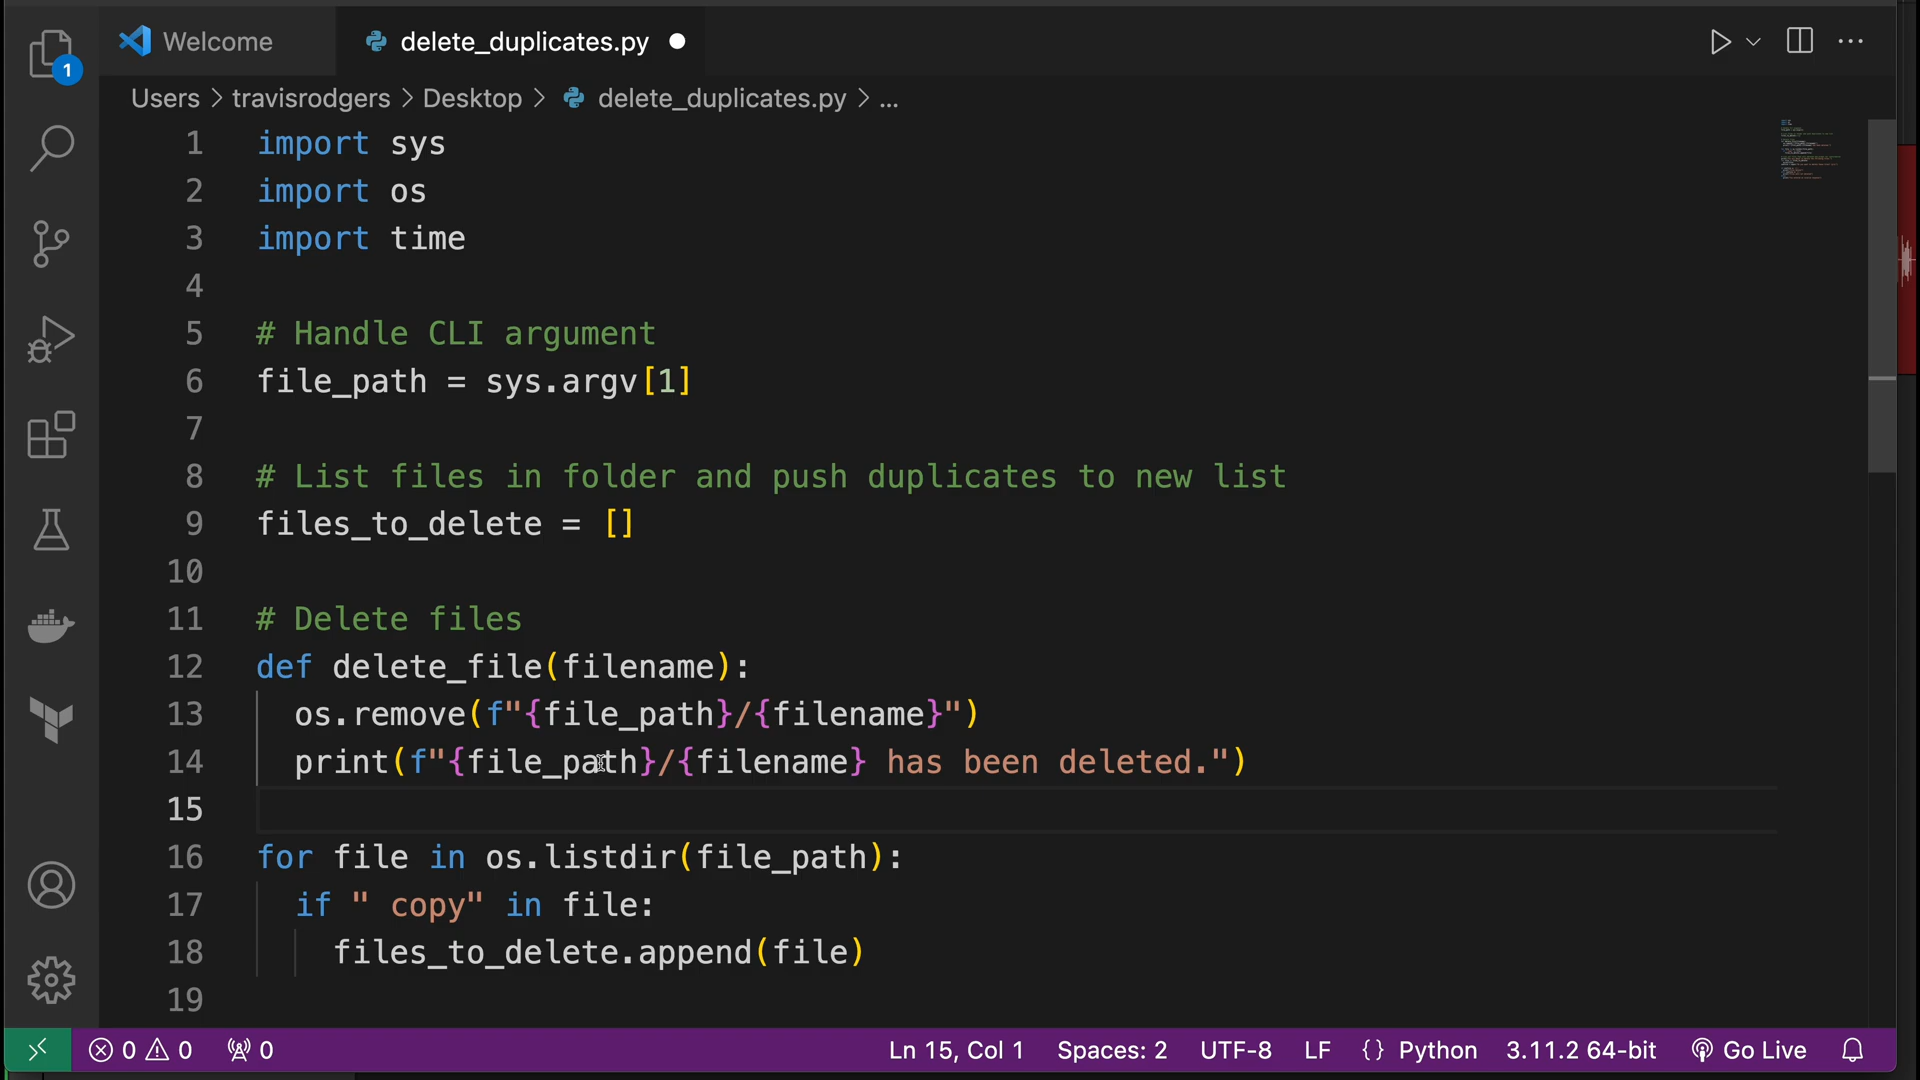 Welcome
delete_duplicates.py
1
Users > travisrodgers > Desktop > delete_duplicates.py > ...
1 import sys
2 import os
3 import time
4
5 # Handle CLI argument
6 file_path = sys.argv[1]
7
8 # List files in folder and push duplicates to new list
9 files_to_delete = []
10
11 # Delete files
12 def delete_file(filename):
13 os.remove(f"{file_path}/{filename}")
14 print(f"{file_path}/{filename} has been deleted.")
15
16 for file in os.listdir(file_path):
17 if " copy" in file:
18 files_to_delete.append(file)
19
0 0 0 Ln 15, Col 1 Spaces: 2 UTF-8 LF {} Python 3.11.2 64-bit Go Live